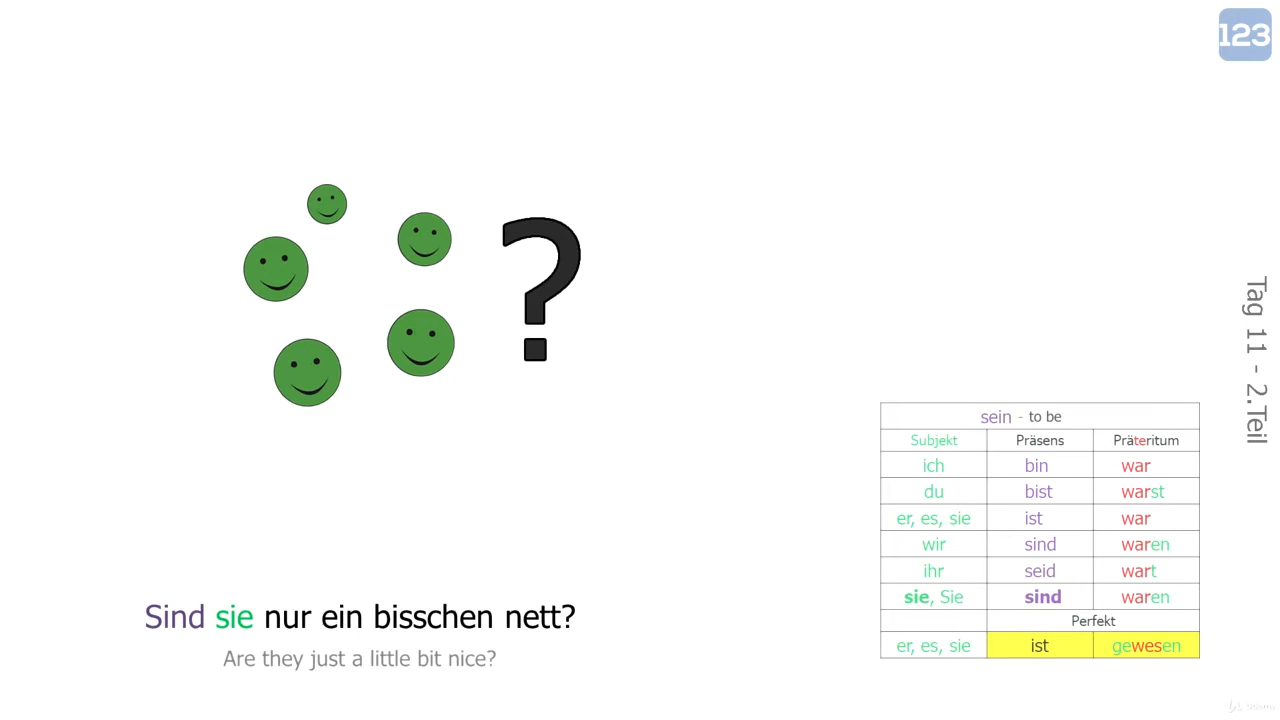 123
?
Tag 11 - 2.Teil
sein - to be
Subjekt Präsens Präteritum
ich bin war
du bist warst
er, es, sie ist war
wir sind waren
ihr seid wart
sie, Sie sind waren
Perfekt
er, es, sie ist gewesen
Sind sie nur ein bisschen nett?
Are they just a little bit nice?